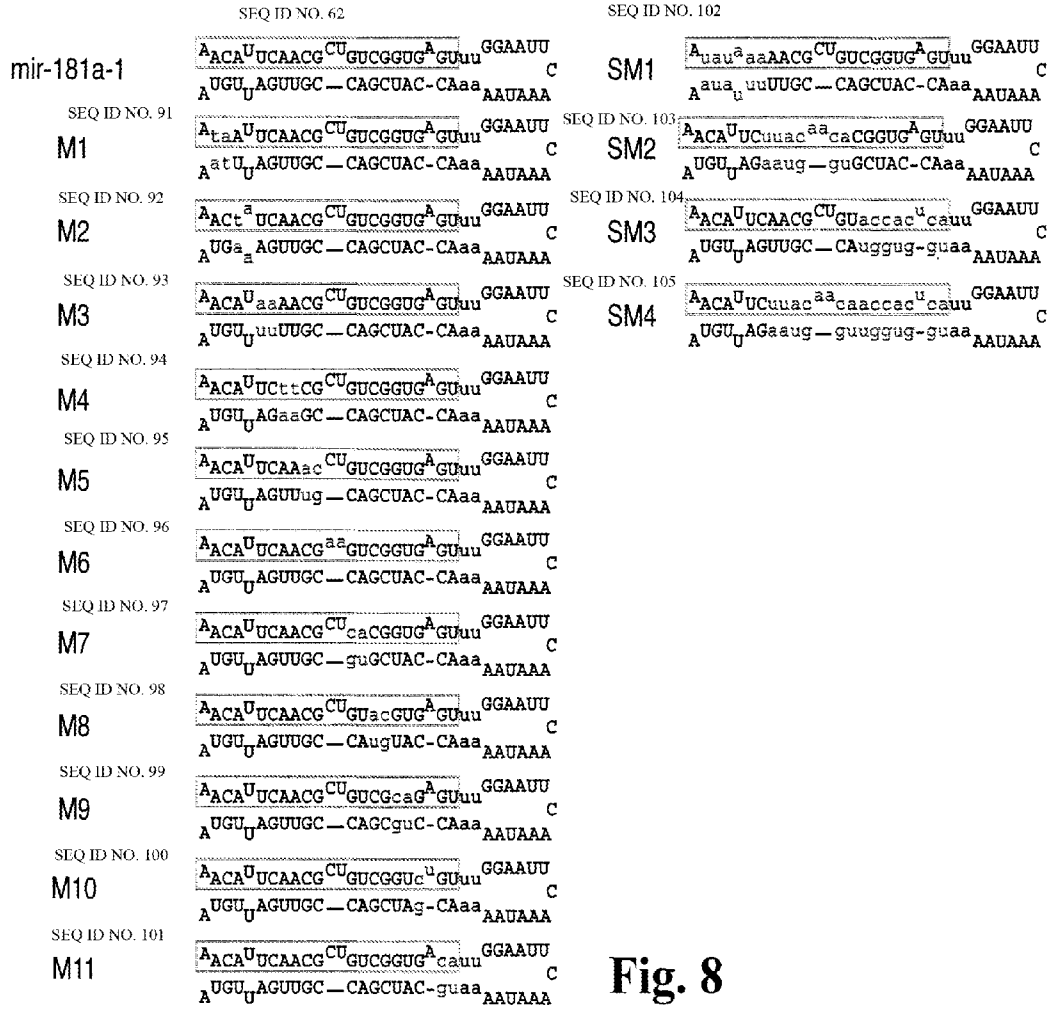 SEQ ID NO. 62
mir-181a-1
AACAUUCAACGCUGUCGGUGAGUuuGGAAUU
C
AUGUUAGUUGC—CAGCUAC-CAaaAAUAAA
SEQ ID NO. 91
M1
AtaAUUCAACGCUGUCGGUGAGUuuGGAAUU
C
AatUUAGUUGC—CAGCUAC-CAaaAAUAAA
SEQ ID NO. 92
M2
AACtaUCAACGCUGUCGGUGAGUuuGGAAUU
C
AUGaaAGUUGC—CAGCUAC-CAaaAAUAAA
SEQ ID NO. 93
M3
AACAUaaAACGCUGUCGGUGAGUuuGGAAUU
C
AUGUUuuUUGC—CAGCUAC-CAaaAAUAAA
SEQ ID NO. 94
M4
AACAUUCttCGCUGUCGGUGAGUuuGGAAUU
C
AUGUUAGaaGC—CAGCUAC-CAaaAAUAAA
SEQ ID NO. 95
M5
AACAUUCAAacCUGUCGGUGAGUuuGGAAUU
C
AUGUUAGUUug—CAGCUAC-CAaaAAUAAA
SEQ ID NO. 96
M6
AACAUUCAACGaaGUCGGUGAGUuuGGAAUU
C
AUGUUAGUUGC—CAGCUAC-CAaaAAUAAA
SEQ ID NO. 97
M7
AACAUUCAACGCUcaCGGUGAGUuuGGAAUU
C
AUGUUAGUUGC—guGCUAC-CAaaAAUAAA
SEQ ID NO. 98
M8
AACAUUCAACGCUGUacGUGAGUuuGGAAUU
C
AUGUUAGUUGC—CAugUAC-CAaaAAUAAA
SEQ ID NO. 99
M9
AACAUUCAACGCUGUCGcaGAGUuuGGAAUU
C
AUGUUAGUUGC—CAGCguC-CAaaAAUAAA
SEQ ID NO. 100
M10
AACAUUCAACGCUGUCGGUcuGUuuGGAAUU
C
AUGUUAGUUGC—CAGCUAg-CAaaAAUAAA
SEQ ID NO. 101
M11
AACAUUCAACGCUGUCGGUGAcauuGGAAUU
C
AUGUUAGUUGC—CAGCUAC-guaaAAUAAA
SEQ ID NO. 102
SM1
AuauaaaAACGCUGUCGGUGAGUuuGGAAUU
C
AauauuuUUGC—CAGCUAC-CAaaAAUAAA
SEQ ID NO. 103
SM2
AACAUUCuuacaacaCGGUGAGUuuGGAAUU
C
AUGUUAGaaug—guGCUAC-CAaaAAUAAA
SEQ ID NO. 104
SM3
AACAUUCAACGCUGUaccacucauuGGAAUU
C
AUGUUAGUUGC—CAuggug-guaaAAUAAA
SEQ ID NO. 105
SM4
AACAUUCuuacaacaaccacucauuGGAAUU
C
AUGUUAGaaug—guuggug-guaaAAUAAA
Fig. 8